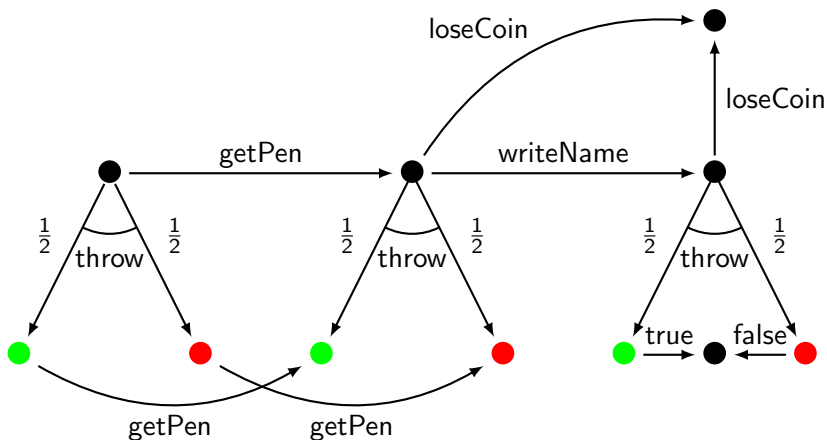 loseCoin
loseCoin
getPen
writeName
1/2
1/2
throw
1/2
1/2
throw
1/2
1/2
throw
true
false
getPen
getPen